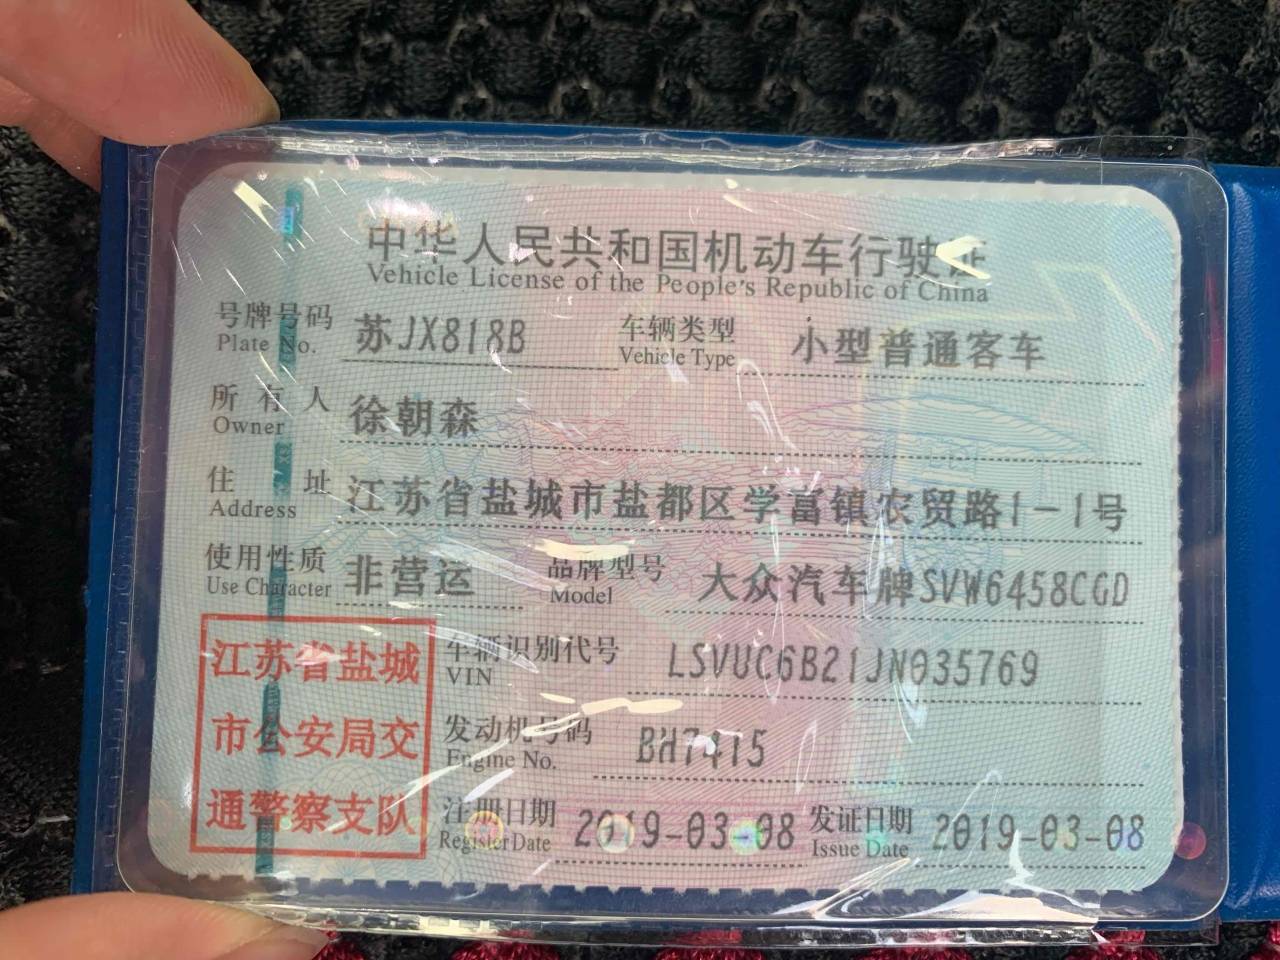 中华人民共和国机动车行驶证
Vehicle License of the People's Republic of China
号牌号码 苏JX818B 车辆类型 小型普通客车
Plate No. Vehicle Type
所有人 徐朝森
Owner
住址 江苏省盐城市盐都区学富镇农贸路1-1号
Address
使用性质 非营运 品牌型号 大众汽车牌SVW6458CGD
Use Character Model
江苏省盐城
市公安局交
通警察支队
车辆识别代号 LSVUC6B21JN035769
VIN
发动机号码 BH7415
Engine No.
注册日期 2019-03-08 发证日期 2019-03-08
Register Date Issue Date